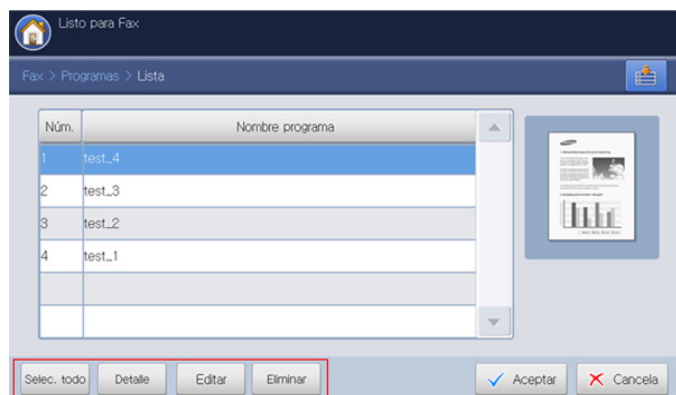 Listo para Fax
Fax > Programas > Lista
Núm. Nombre programa
1 test_4
2 test_3
3 test_2
4 test_1
Selec. todo Detalle Editar Eliminar Aceptar Cancela